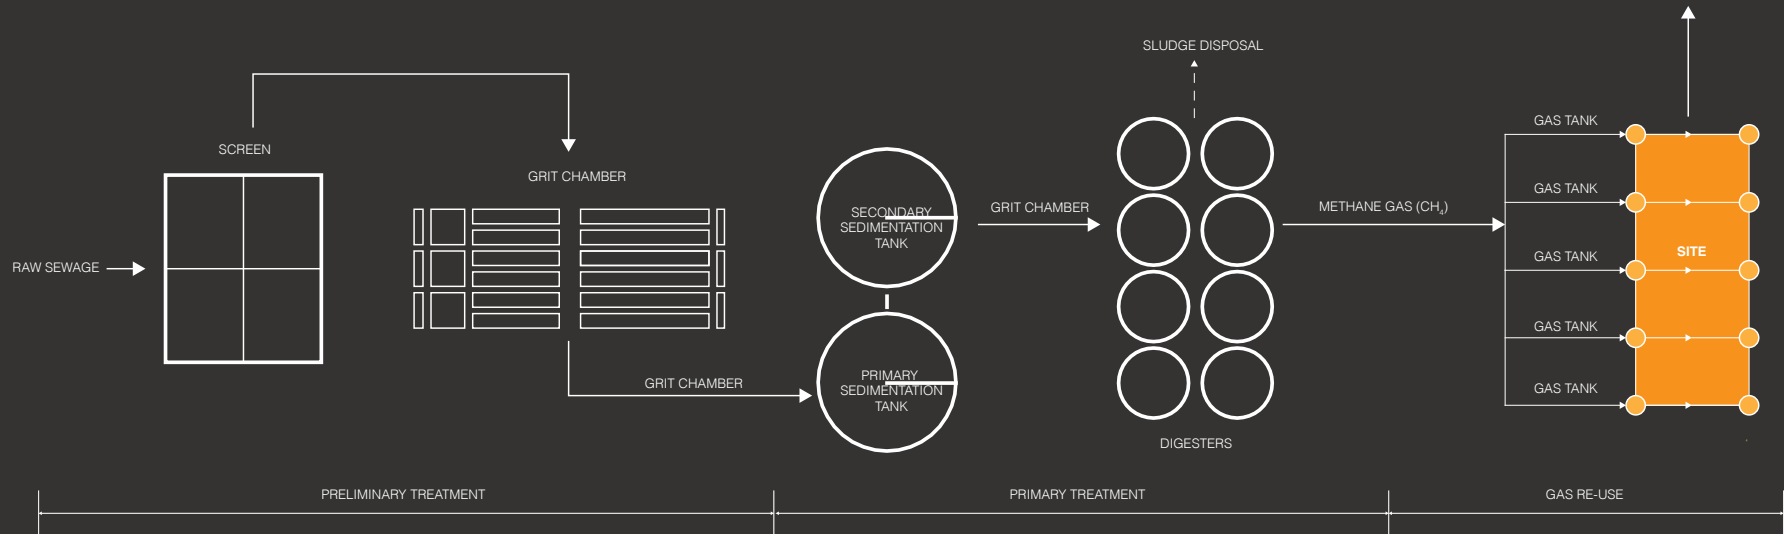 RAW SEWAGE
SCREEN
GRIT CHAMBER
GRIT CHAMBER
SECONDARY
SEDIMENTATION
TANK
PRIMARY
SEDIMENTATION
TANK
GRIT CHAMBER
SLUDGE DISPOSAL
DIGESTERS
METHANE GAS (CH₄)
GAS TANK
GAS TANK
GAS TANK
GAS TANK
GAS TANK
SITE
PRELIMINARY TREATMENT
PRIMARY TREATMENT
GAS RE-USE